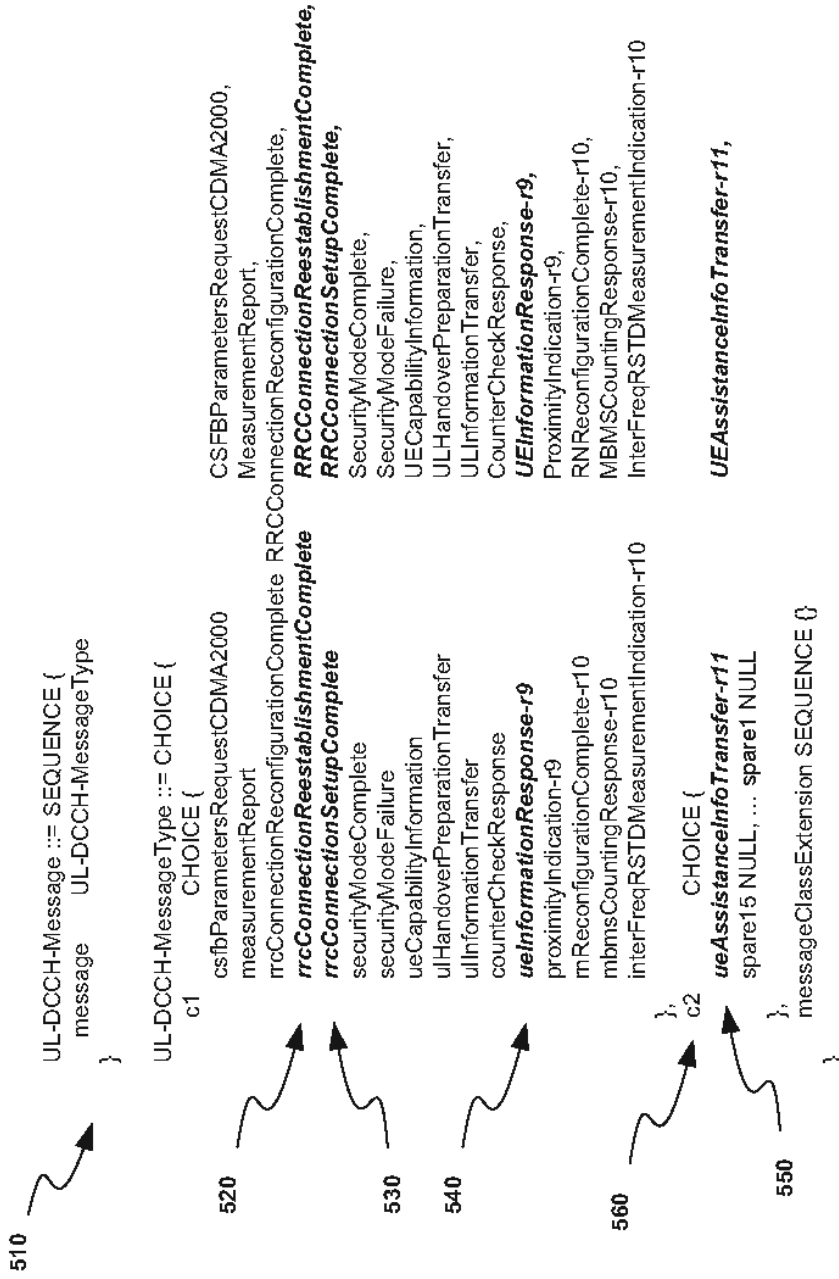 510
UL-DCCH-Message ::= SEQUENCE {
message UL-DCCH-MessageType
}
UL-DCCH-MessageType ::= CHOICE {
c1 CHOICE {
csfbParametersRequestCDMA2000 CSFBParametersRequestCDMA2000,
measurementReport MeasurementReport,
rrcConnectionReconfigurationComplete RRCConnectionReconfigurationComplete,
520
rrcConnectionReestablishmentComplete RRCConnectionReestablishmentComplete,
530
rrcConnectionSetupComplete RRCConnectionSetupComplete,
securityModeComplete SecurityModeComplete,
securityModeFailure SecurityModeFailure,
ueCapabilityInformation UECapabilityInformation,
ulHandoverPreparationTransfer ULHandoverPreparationTransfer,
ulInformationTransfer ULInformationTransfer,
counterCheckResponse CounterCheckResponse,
540
ueInformationResponse-r9 UEInformationResponse-r9,
proximityIndication-r9 ProximityIndication-r9,
rnReconfigurationComplete-r10 RNReconfigurationComplete-r10,
mbmsCountingResponse-r10 MBMSCountingResponse-r10,
interFreqRSTDMeasurementIndication-r10 InterFreqRSTDMeasurementIndication-r10
},
560
c2 CHOICE {
550
ueAssistanceInfoTransfer-r11 UEAssistanceInfoTransfer-r11,
spare15 NULL, ... spare1 NULL
},
messageClassExtension SEQUENCE {}
}